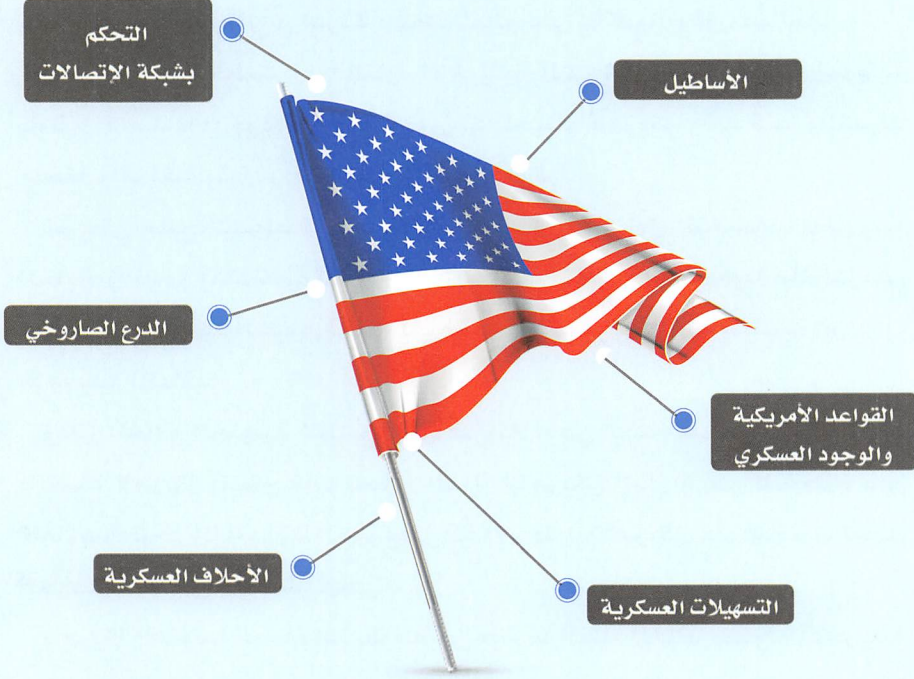 التحكم
بشبكة الإتصالات
الأساطيل
الدرع الصاروخي
القواعد الأمريكية
والوجود العسكري
الأحلاف العسكرية
التسهيلات العسكرية